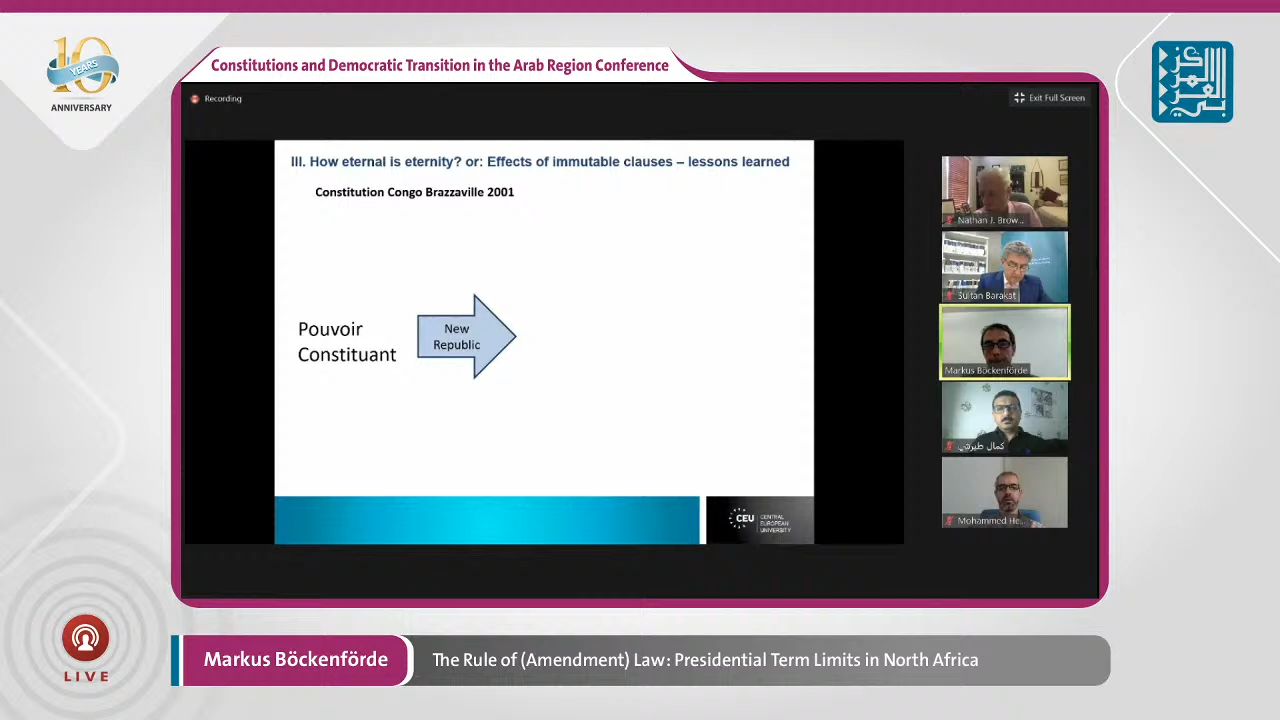 10
YEARS
ANNIVERSARY
Constitutions and Democratic Transition in the Arab Region Conference
المركز العربي
Recording
Exit Full Screen
III. How eternal is eternity? or: Effects of immutable clauses – lessons learned
Constitution Congo Brazzaville 2001
Pouvoir
Constituant
New
Republic
CEU
CENTRAL
EUROPEAN
UNIVERSITY
Nathan J. Brow...
Sultan Barakat
Markus Böckenförde
كمال طيرشي
Mohammed He...
LIVE
Markus Böckenförde
The Rule of (Amendment) Law: Presidential Term Limits in North Africa